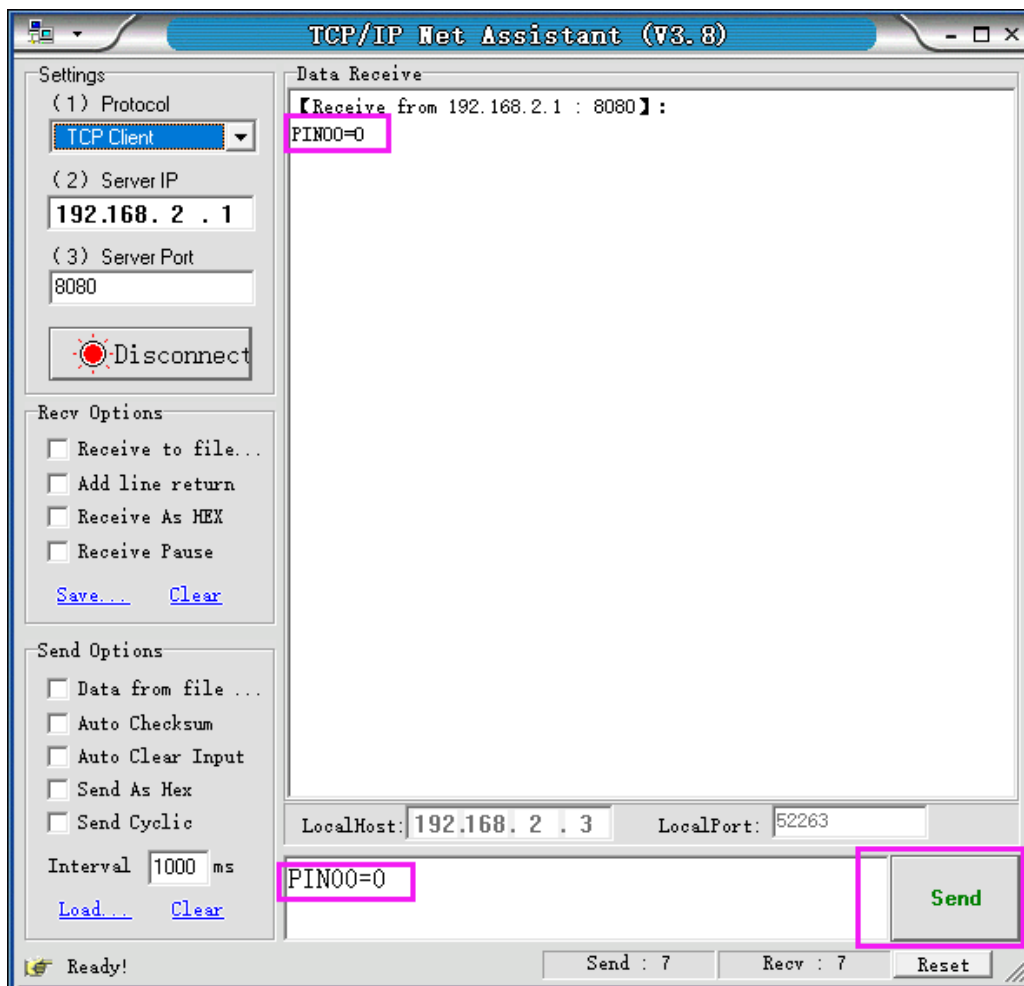 TCP/IP Net Assistant (V3.8)
Settings
(1) Protocol
TCP Client
(2) Server IP
192.168. 2 . 1
(3) Server Port
8080
Disconnect
Recv Options
Receive to file...
Add line return
Receive As HEX
Receive Pause
Save... Clear
Send Options
Data from file ...
Auto Checksum
Auto Clear Input
Send As Hex
Send Cyclic
Interval 1000 ms
Load... Clear
Data Receive
【Receive from 192.168.2.1 : 8080】:
PIN00=0
LocalHost: 192.168. 2 . 3 LocalPort: 52263
PIN00=0
Send
Ready! Send : 7 Recv : 7 Reset